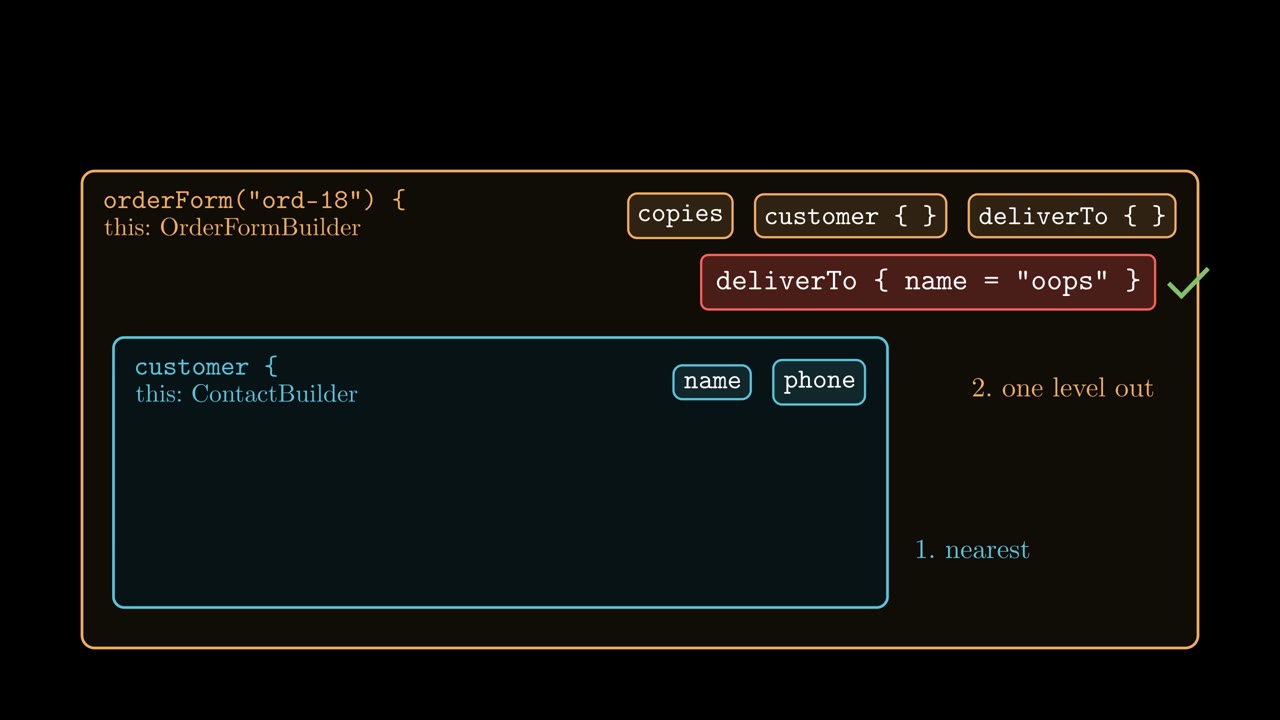 orderForm("ord-18") {
this: OrderFormBuilder
copies
customer { }
deliverTo { }
deliverTo { name = "oops" }
customer {
this: ContactBuilder
name
phone
2. one level out
1. nearest